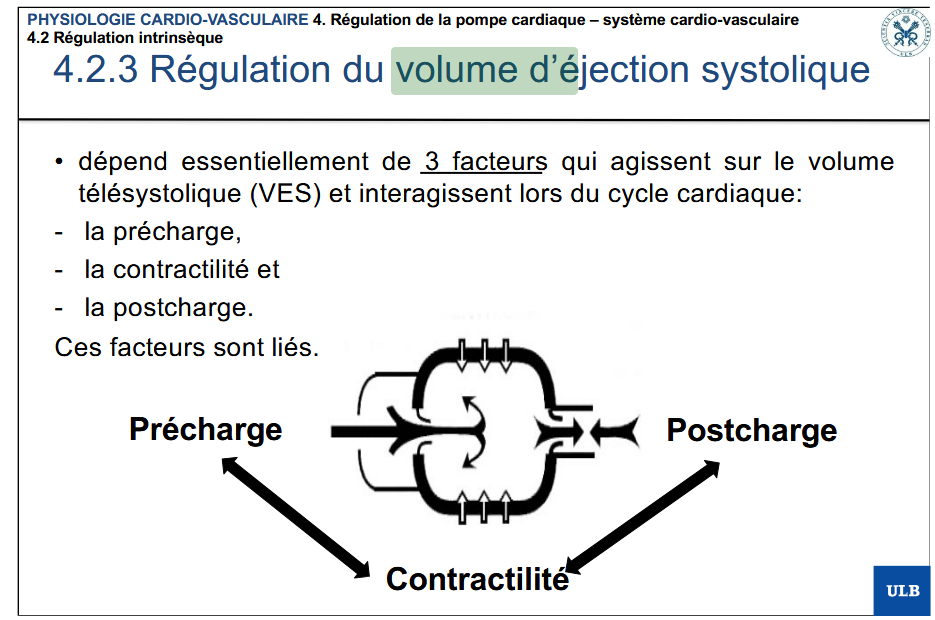 PHYSIOLOGIE CARDIO-VASCULAIRE 4. Régulation de la pompe cardiaque – système cardio-vasculaire
4.2 Régulation intrinsèque
4.2.3 Régulation du volume d’éjection systolique
• dépend essentiellement de 3 facteurs qui agissent sur le volume
télésystolique (VES) et interagissent lors du cycle cardiaque:
- la précharge,
- la contractilité et
- la postcharge.
Ces facteurs sont liés.
Précharge
Postcharge
Contractilité
ULB